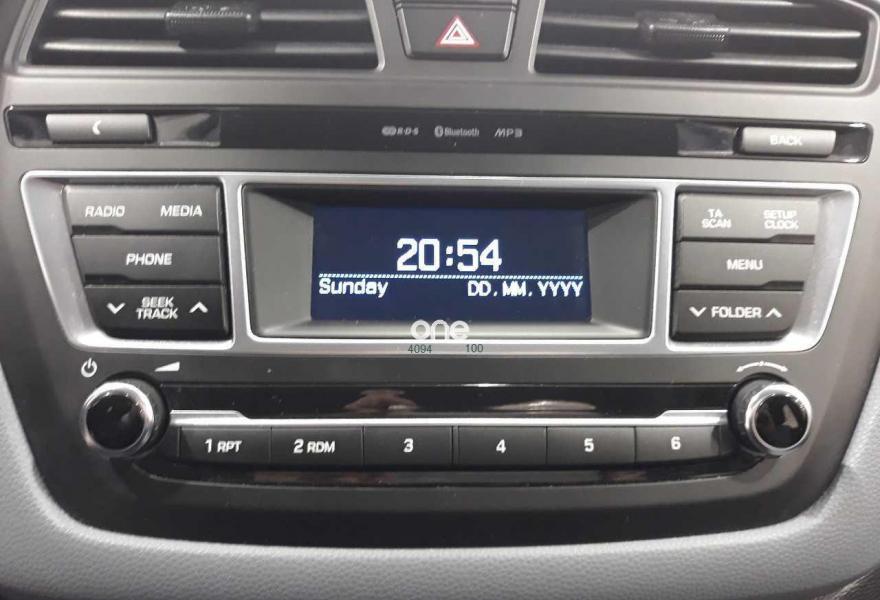 R·D·S Bluetooth MP3
BACK
RADIO MEDIA
PHONE
SEEK
TRACK
20:54
Sunday DD.MM.YYYY
TA
SCAN
SETUP
CLOCK
MENU
FOLDER
one
4094 100
1 RPT 2 RDM 3 4 5 6